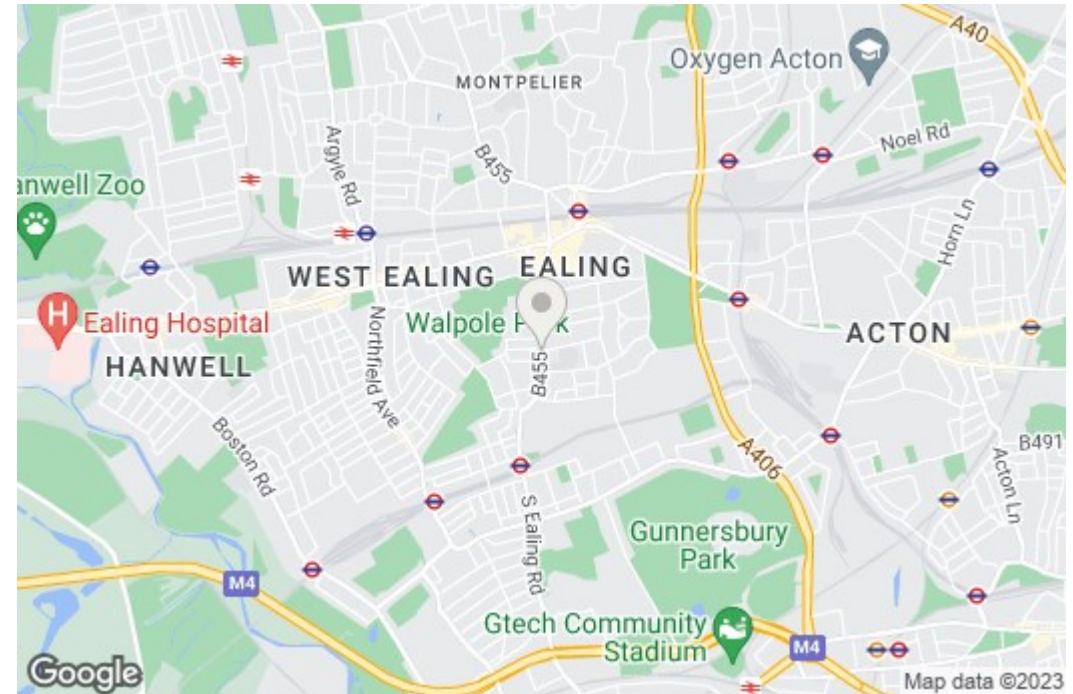 A40
Oxygen Acton
MONTPELIER
Noel Rd
Argyle Rd
B455
anwell Zoo
Horn Ln
WEST EALING
EALING
H
Ealing Hospital
Walpole Park
ACTON
HANWELL
Northfield Ave
B455
Boston Rd
A406
B491
Acton Ln
S Ealing Rd
Gunnersbury
Park
M4
Gtech Community
Stadium
M4
Google
Map data ©2023